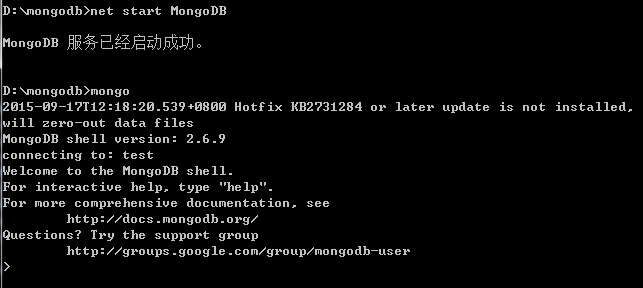 D:\mongodb>net start MongoDB
MongoDB 服务已经启动成功。
D:\mongodb>mongo
2015-09-17T12:18:20.539+0800 Hotfix KB2731284 or later update is not installed,
will zero-out data files
MongoDB shell version: 2.6.9
connecting to: test
Welcome to the MongoDB shell.
For interactive help, type "help".
For more comprehensive documentation, see
        http://docs.mongodb.org/
Questions? Try the support group
        http://groups.google.com/group/mongodb-user
>